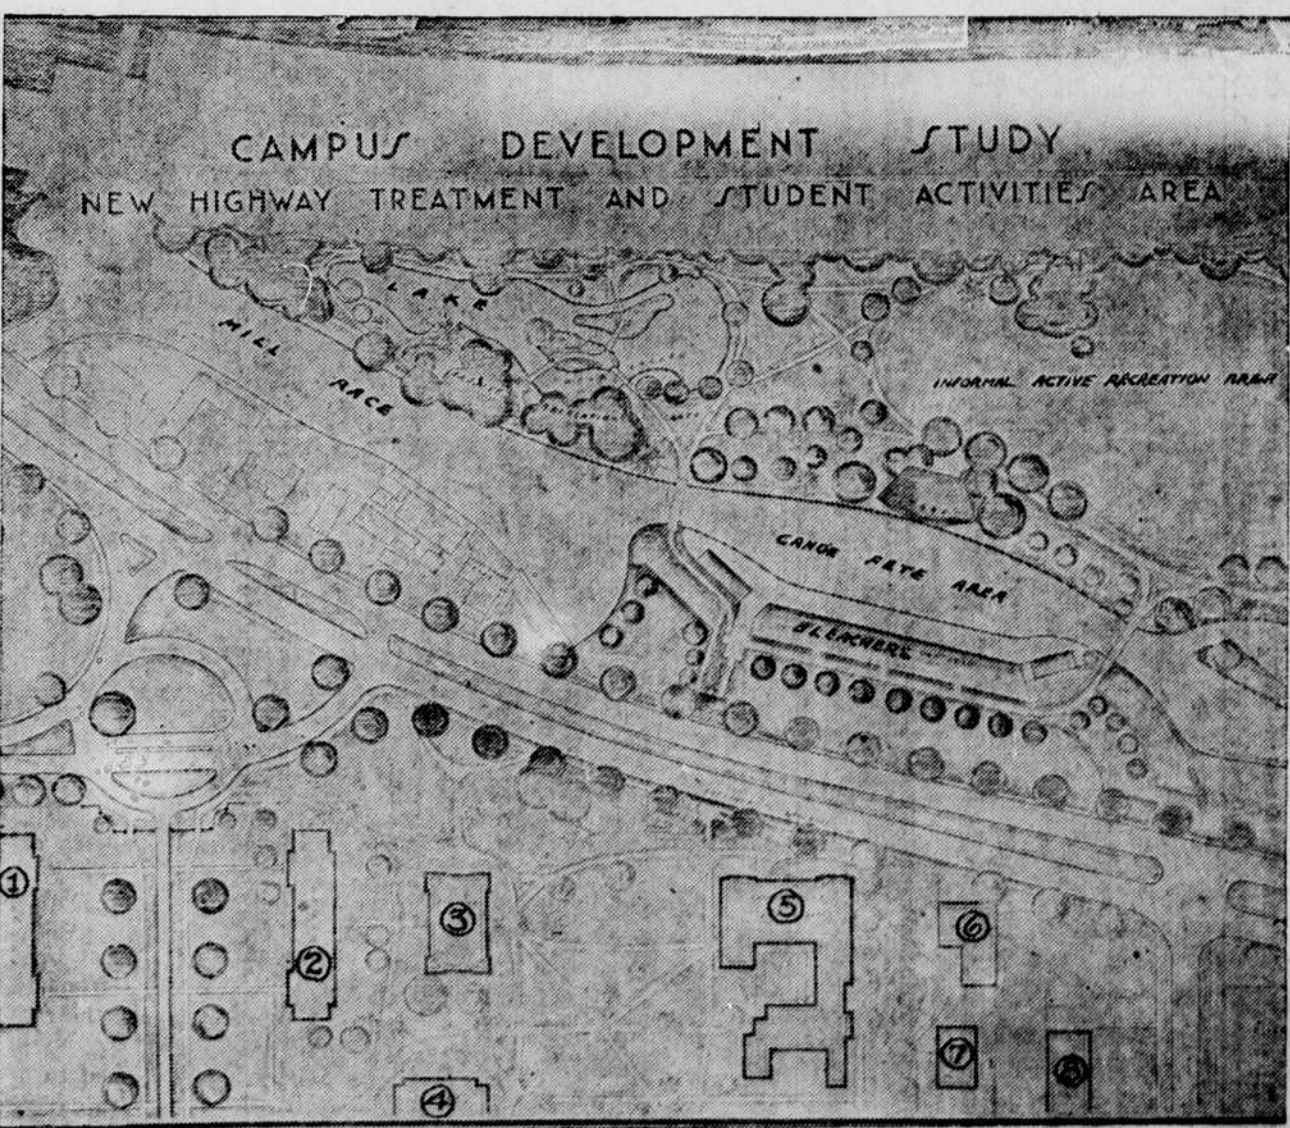 CAMPUS DEVELOPMENT STUDY
NEW HIGHWAY TREATMENT AND STUDENT ACTIVITIES AREA
LAKE
MILL RACE
INFORMAL ACTIVE RECREATION AREA
CANOE FETE AREA
BLEACHERS
1
2
3
4
5
6
7
8